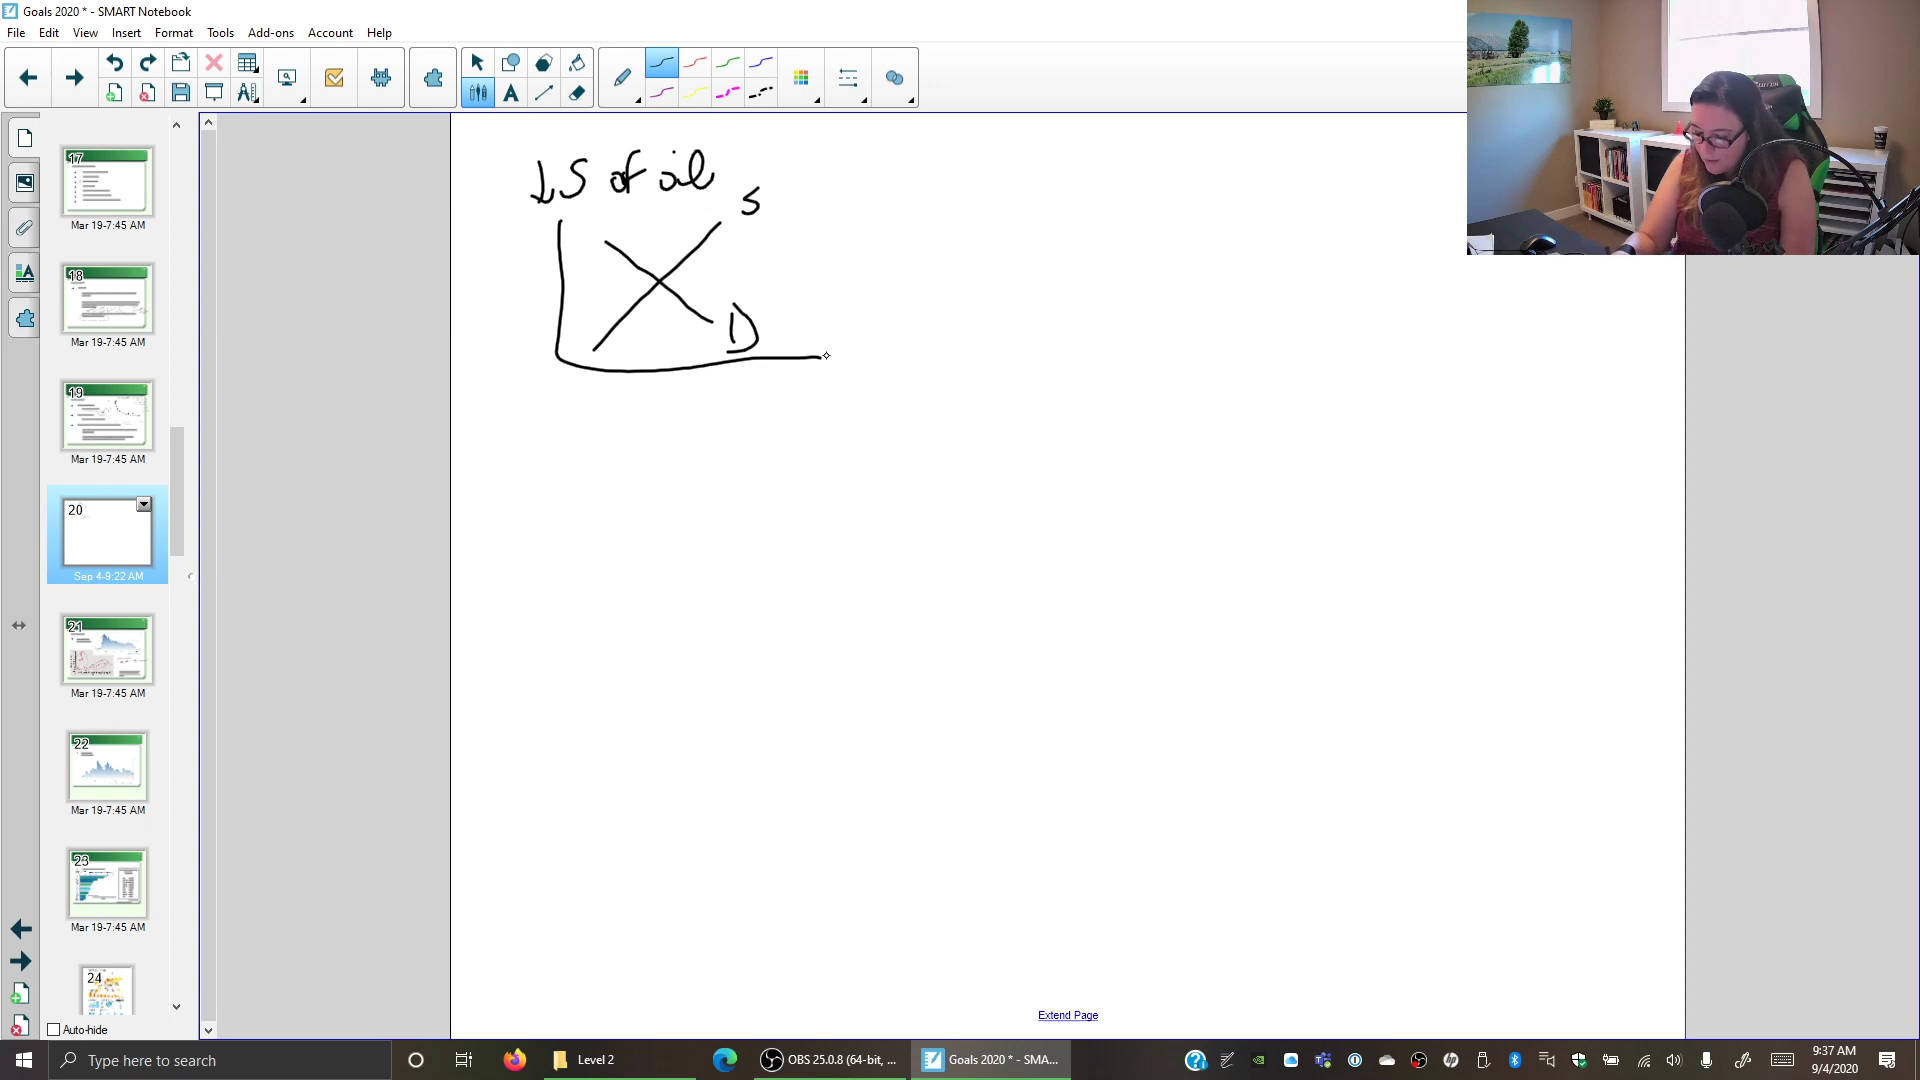 Goals 2020 * - SMART Notebook
File Edit View Insert Format Tools Add-ons Account Help
17
Mar 19-7:45 AM
18
Mar 19-7:45 AM
19
Mar 19-7:45 AM
20
Sep 4-9:22 AM
21
Mar 19-7:45 AM
22
Mar 19-7:45 AM
23
Mar 19-7:45 AM
24
Auto-hide
↓S of oil
S
D
Extend Page
Type here to search
Level 2
OBS 25.0.8 (64-bit, ...
Goals 2020 * - SMA...
9:37 AM
9/4/2020